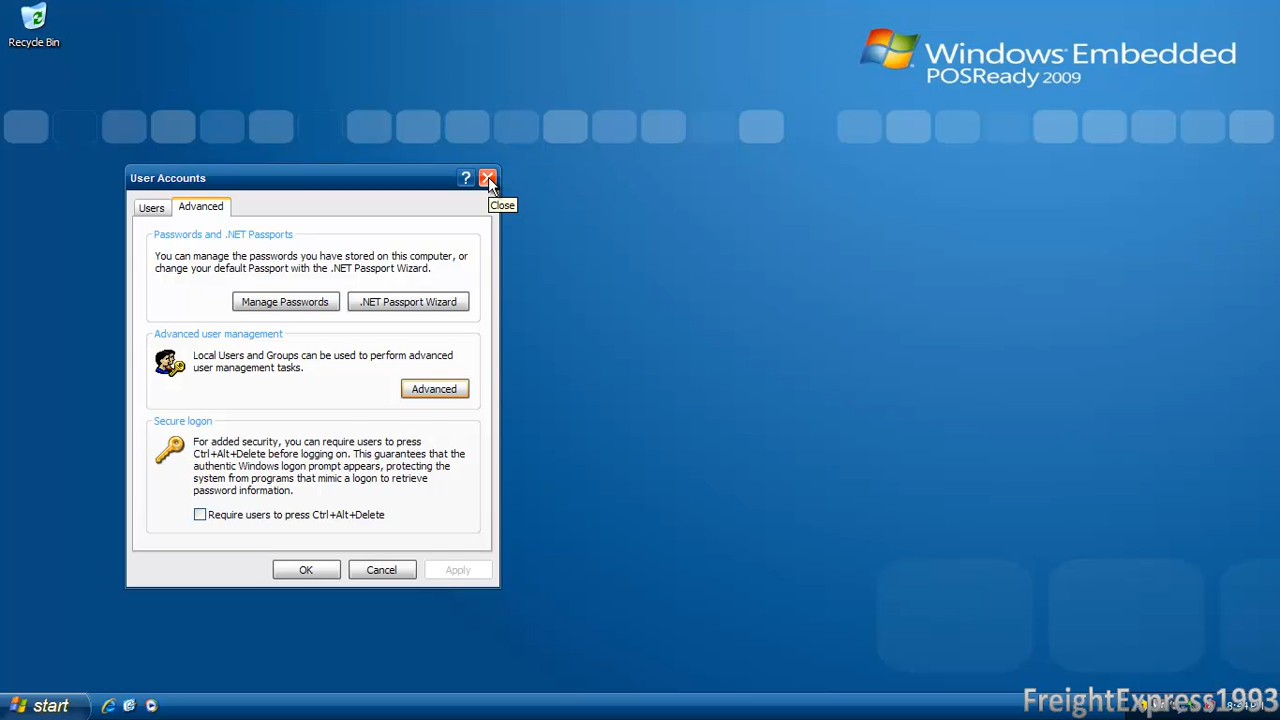 Recycle Bin
Windows Embedded
POSReady 2009
User Accounts
Close
Users
Advanced
Passwords and .NET Passports
You can manage the passwords you have stored on this computer, or
change your default Passport with the .NET Passport Wizard.
Manage Passwords
.NET Passport Wizard
Advanced user management
Local Users and Groups can be used to perform advanced
user management tasks.
Advanced
Secure logon
For added security, you can require users to press
Ctrl+Alt+Delete before logging on. This guarantees that the
authentic Windows logon prompt appears, protecting the
system from programs that mimic a logon to retrieve
password information.
Require users to press Ctrl+Alt+Delete
OK
Cancel
Apply
start
FreightExpress1993